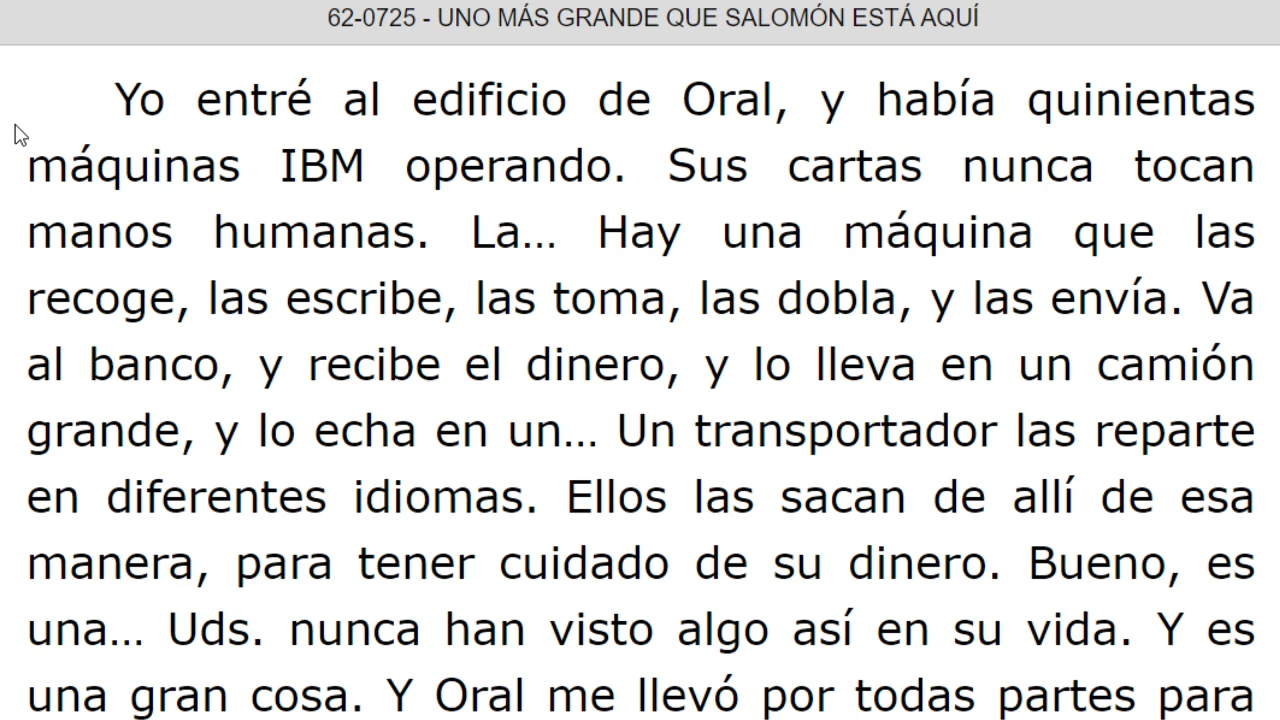 62-0725 - UNO MÁS GRANDE QUE SALOMÓN ESTÁ AQUÍ
Yo entré al edificio de Oral, y había quinientas
máquinas IBM operando. Sus cartas nunca tocan
manos humanas. La… Hay una máquina que las
recoge, las escribe, las toma, las dobla, y las envía. Va
al banco, y recibe el dinero, y lo lleva en un camión
grande, y lo echa en un… Un transportador las reparte
en diferentes idiomas. Ellos las sacan de allí de esa
manera, para tener cuidado de su dinero. Bueno, es
una… Uds. nunca han visto algo así en su vida. Y es
una gran cosa. Y Oral me llevó por todas partes para